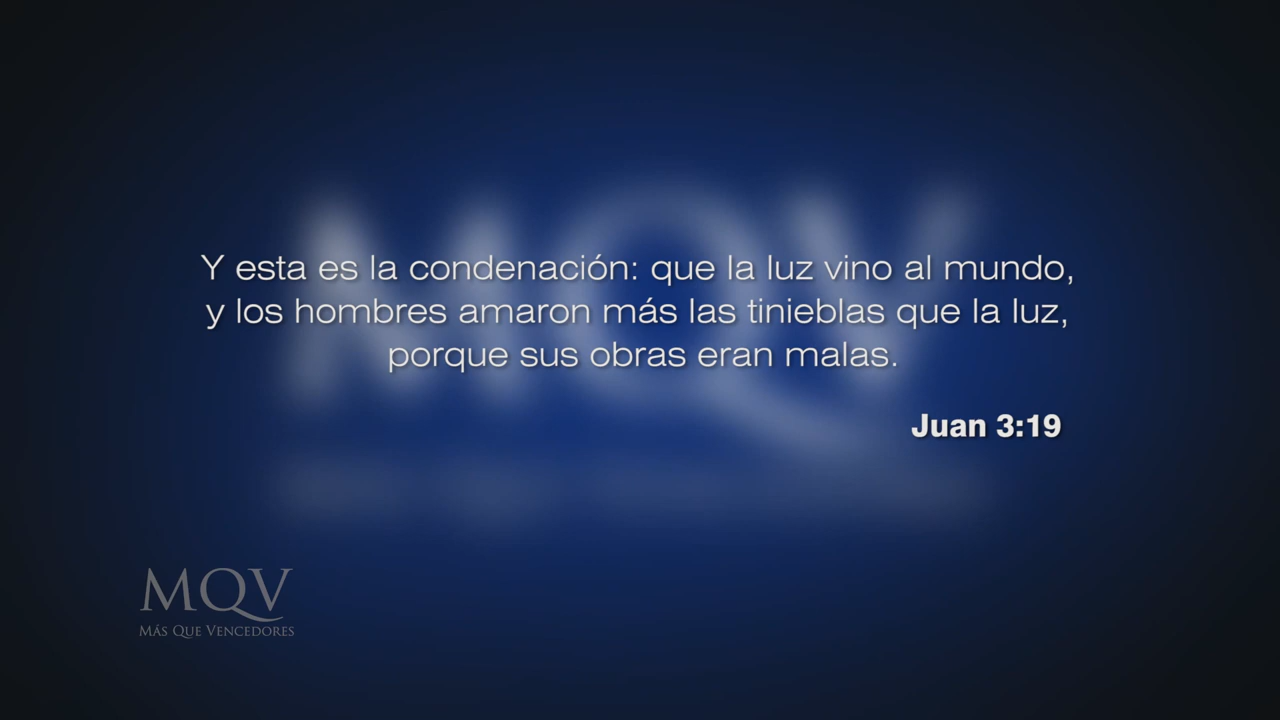 Y esta es la condenación: que la luz vino al mundo,
y los hombres amaron más las tinieblas que la luz,
porque sus obras eran malas.
Juan 3:19
MQV
Más Que Vencedores